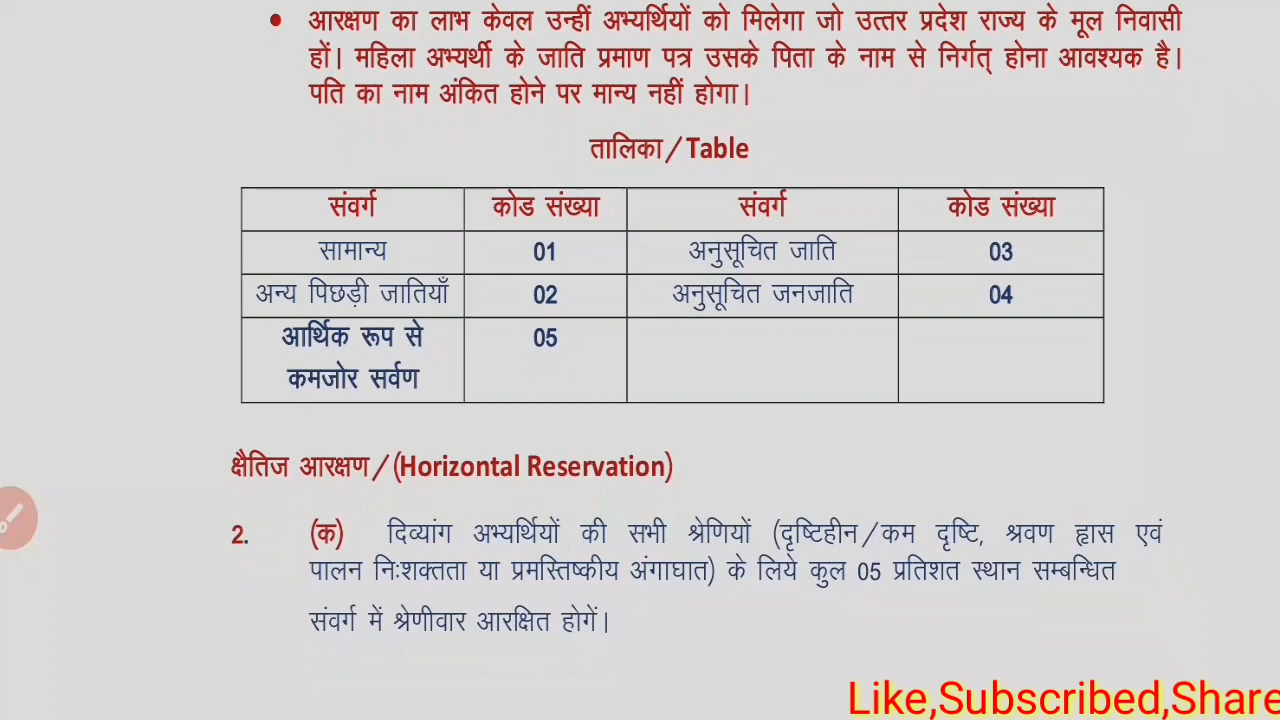 • आरक्षण का लाभ केवल उन्हीं अभ्यर्थियों को मिलेगा जो उत्तर प्रदेश राज्य के मूल निवासी
हों। महिला अभ्यर्थी के जाति प्रमाण पत्र उसके पिता के नाम से निर्गत् होना आवश्यक है।
पति का नाम अंकित होने पर मान्य नहीं होगा।
तालिका/Table
संवर्ग कोड संख्या संवर्ग कोड संख्या
सामान्य 01 अनुसूचित जाति 03
अन्य पिछड़ी जातियाँ 02 अनुसूचित जनजाति 04
आर्थिक रूप से 05
कमजोर सर्वण
क्षैतिज आरक्षण/(Horizontal Reservation)
2. (क) दिव्यांग अभ्यर्थियों की सभी श्रेणियों (दृष्टिहीन/कम दृष्टि, श्रवण ह्रास एवं
पालन निःशक्तता या प्रमस्तिष्कीय अंगाघात) के लिये कुल 05 प्रतिशत स्थान सम्बन्धित
संवर्ग में श्रेणीवार आरक्षित होगें।
Like,Subscribed,Share